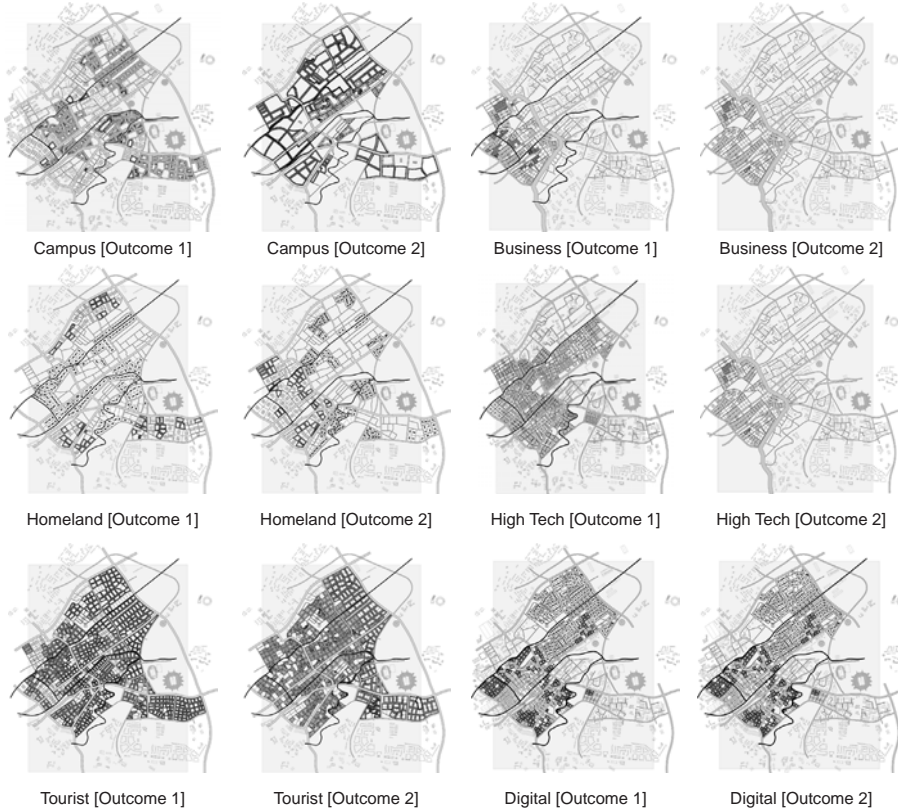 Campus [Outcome 1]
Campus [Outcome 2]
Business [Outcome 1]
Business [Outcome 2]
Homeland [Outcome 1]
Homeland [Outcome 2]
High Tech [Outcome 1]
High Tech [Outcome 2]
Tourist [Outcome 1]
Tourist [Outcome 2]
Digital [Outcome 1]
Digital [Outcome 2]